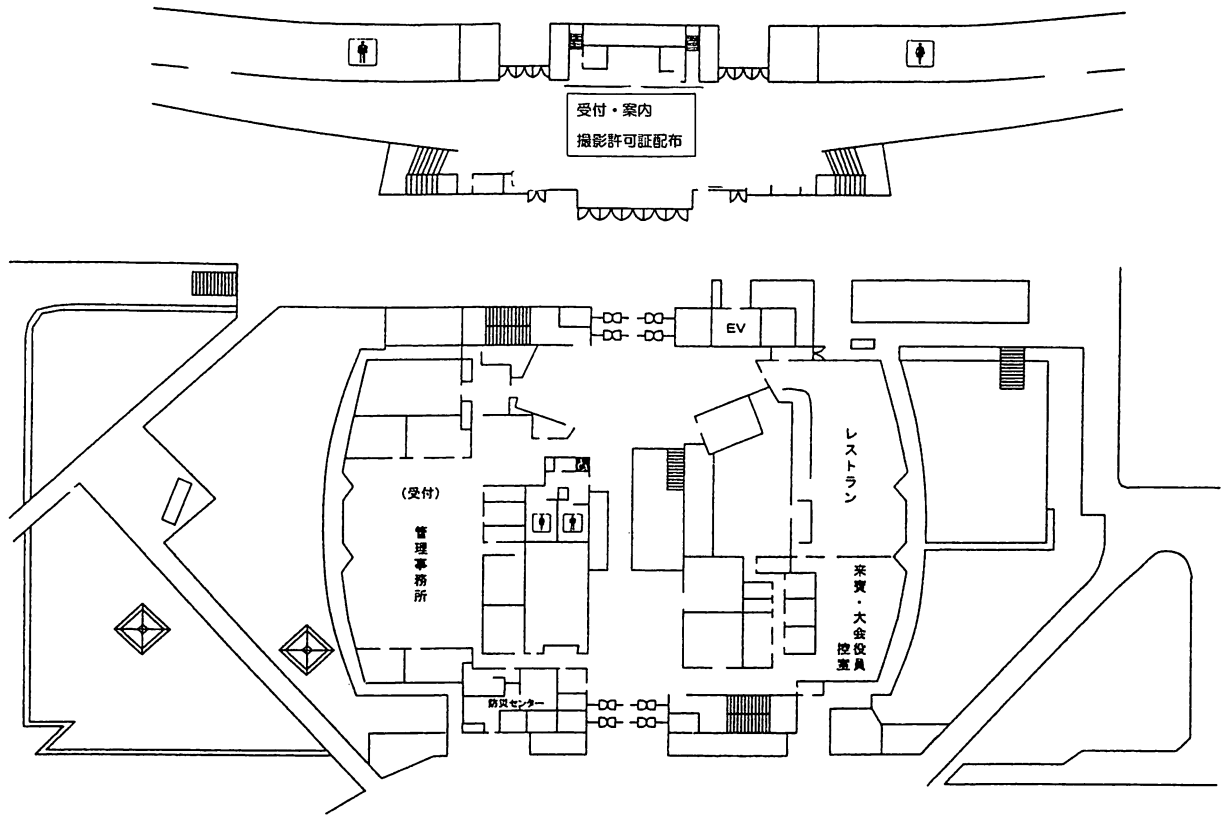 受付・案内
撮影許可証配布
EV
レストラン
(受付)
管理事務所
来賓・大会役員
控室
防災センター